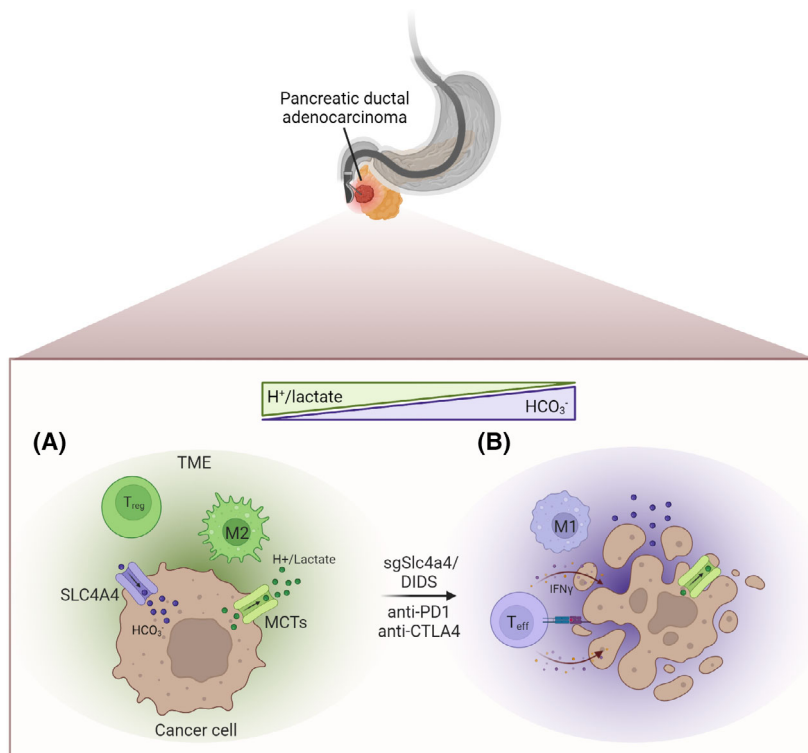 Pancreatic ductal
adenocarcinoma
H⁺/lactate
HCO₃⁻
(A)
(B)
TME
Treg
M2
H+/Lactate
SLC4A4
HCO₃⁻
MCTs
Cancer cell
sgSlc4a4/
DIDS
anti-PD1
anti-CTLA4
M1
IFNγ
Teff